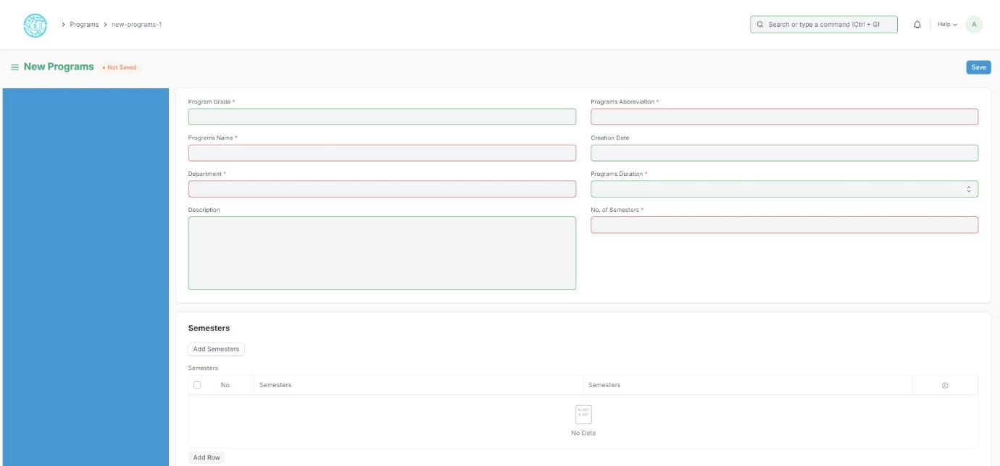 Programs
new-programs-1
Search or type a command (Ctrl + G)
Help
A
New Programs
• Not Saved
Save
Program Grade *
Programs Abbreviation *
Programs Name *
Creation Date
Department *
Programs Duration *
Description
No. of Semesters *
Semesters
Add Semesters
Semesters
No.
Semesters
Semesters
No Data
Add Row